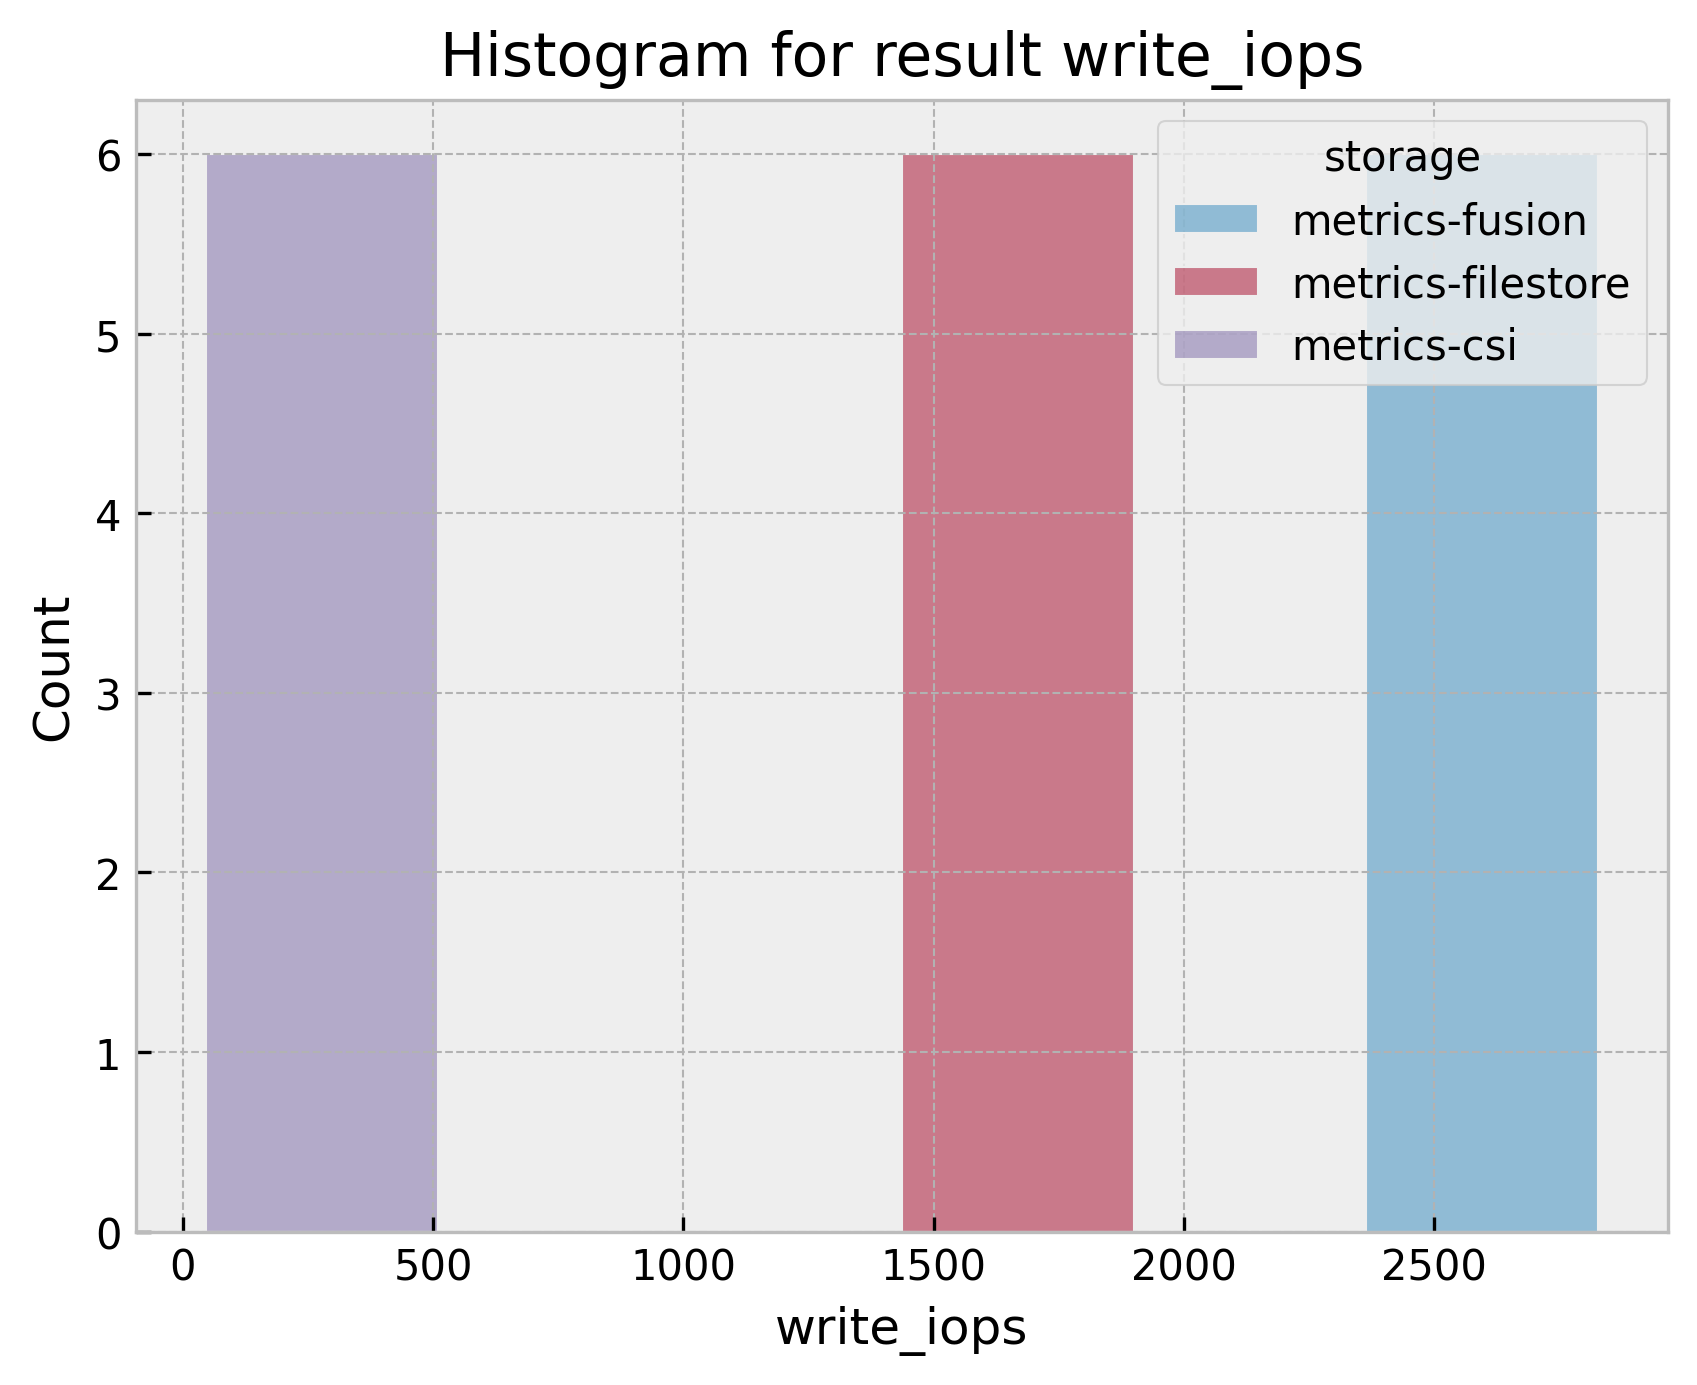 Histogram for result write_iops
storage
metrics-fusion
metrics-filestore
metrics-csi
Count
6
5
4
3
2
1
0
0 500 1000 1500 2000 2500
write_iops